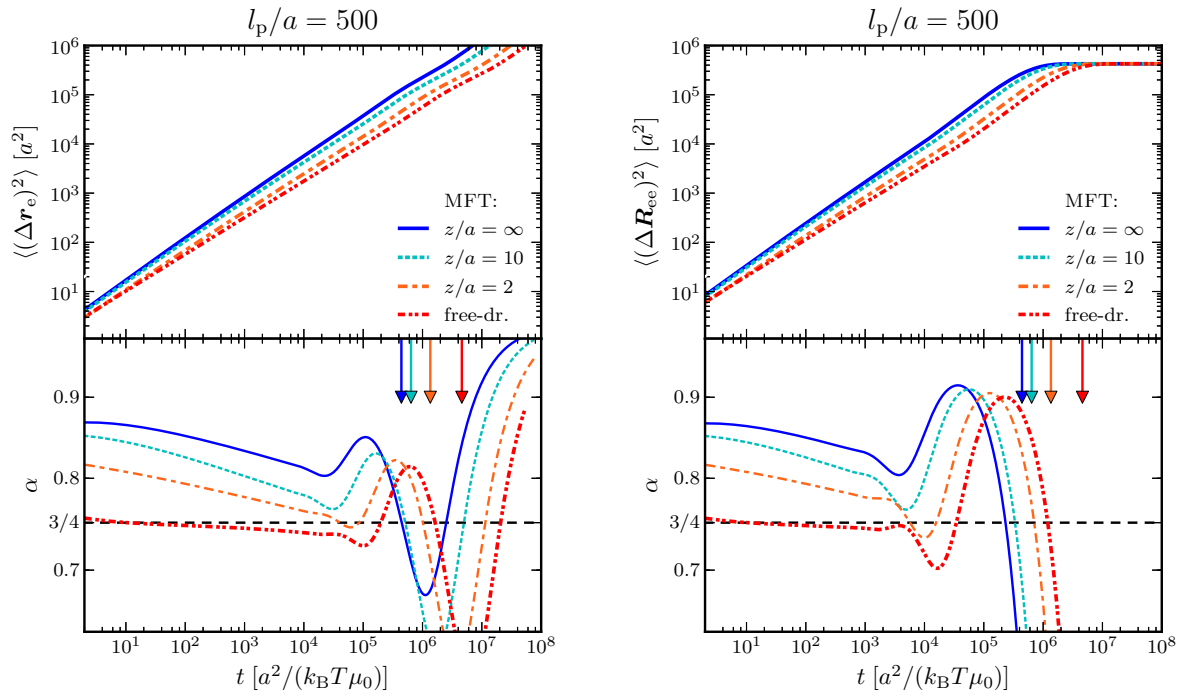 l_p/a = 500
⟨(Δr_e)^2⟩ [a^2]
10^6
10^5
10^4
10^3
10^2
10^1
MFT:
z/a = ∞
z/a = 10
z/a = 2
free-dr.
α
0.9
0.8
3/4
0.7
10^1 10^2 10^3 10^4 10^5 10^6 10^7 10^8
t [a^2/(k_BTμ_0)]
l_p/a = 500
⟨(ΔR_ee)^2⟩ [a^2]
10^6
10^5
10^4
10^3
10^2
10^1
MFT:
z/a = ∞
z/a = 10
z/a = 2
free-dr.
α
0.9
0.8
3/4
0.7
10^1 10^2 10^3 10^4 10^5 10^6 10^7 10^8
t [a^2/(k_BTμ_0)]